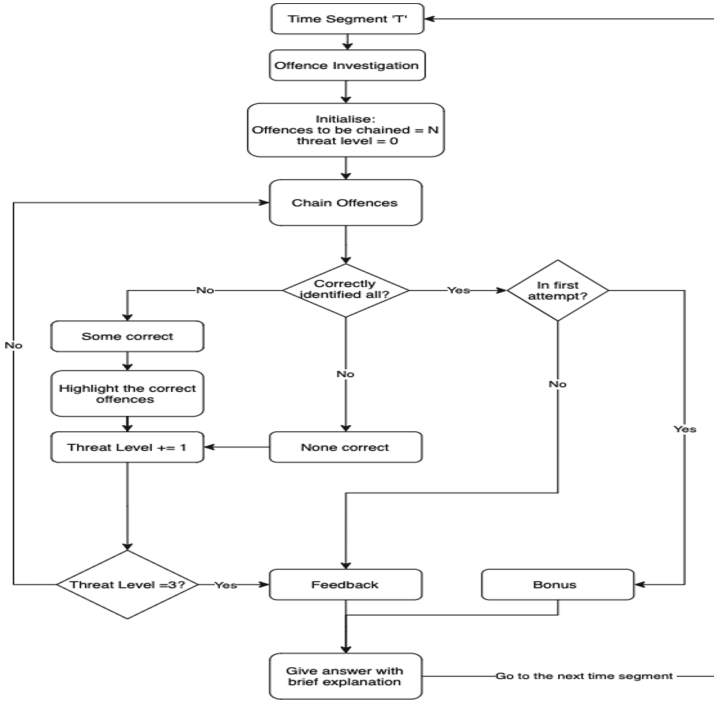 Time Segment 'T'
Offence Investigation
Initialise:
Offences to be chained = N
threat level = 0
Chain Offences
Correctly
identified all?
No
Yes
In first
attempt?
Some correct
No
No
Highlight the correct
offences
No
Yes
Threat Level += 1
None correct
Threat Level =3?
Yes
Feedback
Bonus
Give answer with
brief explanation
Go to the next time segment